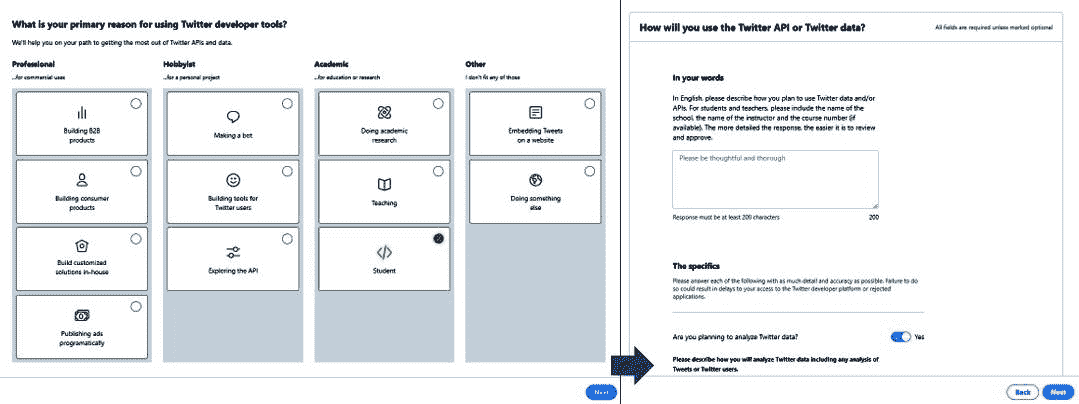 What is your primary reason for using Twitter developer tools?
We'll help you on your path to getting the most out of Twitter APIs and data.
Professional
...for commercial uses
Building B2B
products
Building consumer
products
Build customized
solutions in-house
Publishing ads
programatically
Hobbyist
...for a personal project
Making a bot
Building tools for
Twitter users
Exploring the API
Academic
...for education or research
Doing academic
research
Teaching
Student
Other
I don't fit any of those
Embedding Tweets
on a website
Doing something
else
Next
How will you use the Twitter API or Twitter data?
All fields are required unless marked optional
In your words
In English, please describe how you plan to use Twitter data and/or
APIs. For students and teachers, please include the name of the
school, the name of the instructor and the course number (if
available). The more detailed the response, the easier it is to review
and approve.
Please be thoughtful and thorough
Response must be at least 200 characters
200
The specifics
Please answer each of the following with as much detail and accuracy as possible. Failure to do
so could result in delays to your access to the Twitter developer platform or rejected
applications.
Are you planning to analyze Twitter data?
Yes
Please describe how you will analyze Twitter data including any analysis of
Tweets or Twitter users.
Back
Next